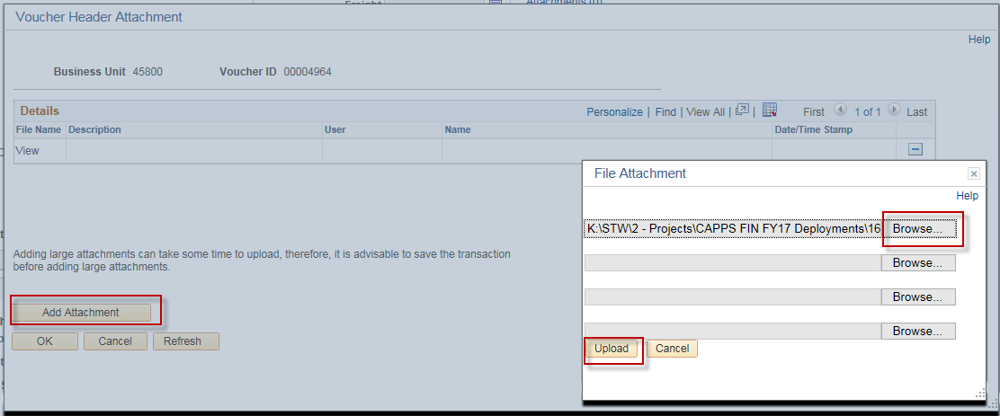 Freight
Attachments (0)
Voucher Header Attachment
Help
Business Unit 45800 Voucher ID 00004964
Details Personalize | Find | View All | | First 1 of 1 Last
File Name Description User Name Date/Time Stamp
View
File Attachment
Help
K:\STW\2 - Projects\CAPPS FIN FY17 Deployments\16 Browse...
Browse...
Browse...
Browse...
Upload Cancel
Adding large attachments can take some time to upload, therefore, it is advisable to save the transaction
before adding large attachments.
Add Attachment
OK Cancel Refresh